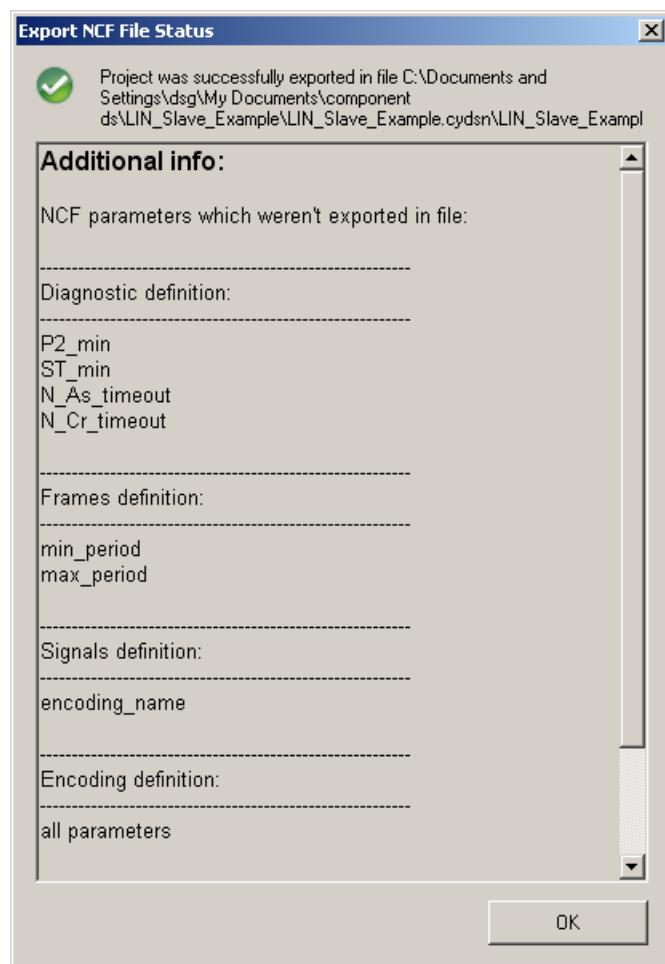 Export NCF File Status
Project was successfully exported in file C:\Documents and
Settings\dsg\My Documents\component
ds\LIN_Slave_Example\LIN_Slave_Example.cydsn\LIN_Slave_Exampl
Additional info:
NCF parameters which weren't exported in file:
----------------------------------------------------------
Diagnostic definition:
----------------------------------------------------------
P2_min
ST_min
N_As_timeout
N_Cr_timeout
----------------------------------------------------------
Frames definition:
----------------------------------------------------------
min_period
max_period
----------------------------------------------------------
Signals definition:
----------------------------------------------------------
encoding_name
----------------------------------------------------------
Encoding definition:
----------------------------------------------------------
all parameters
OK